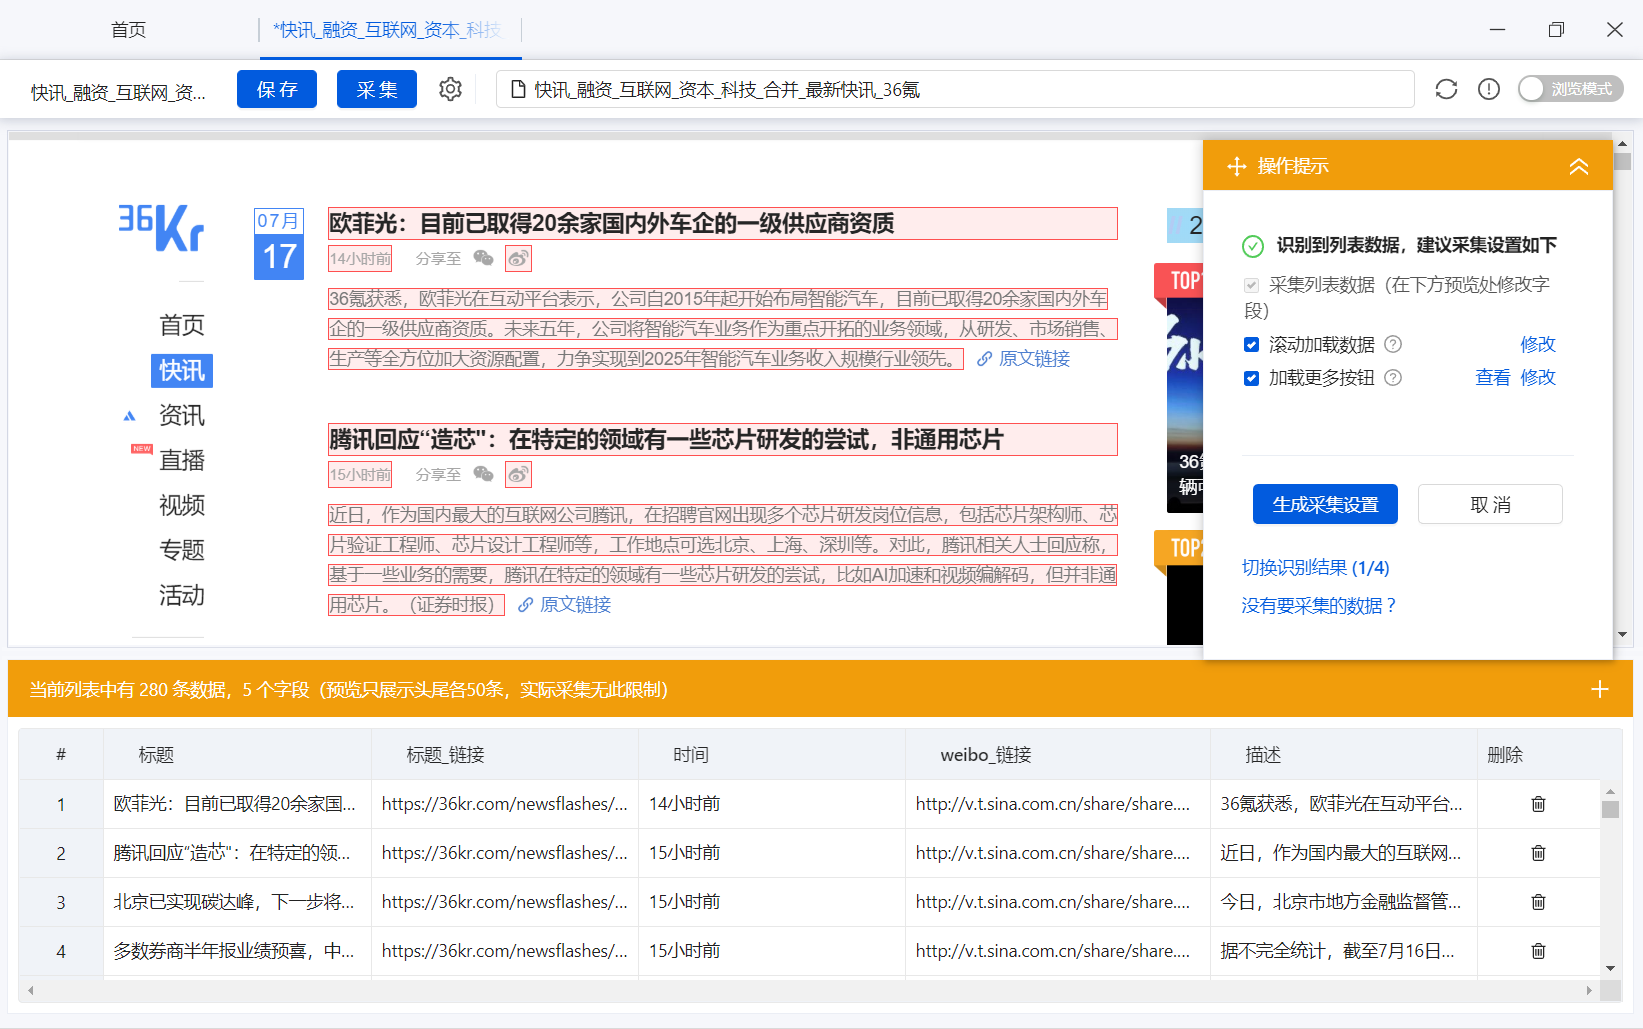 首页
*快讯_融资_互联网_资本_科技
快讯_融资_互联网_资...
保存
采集
快讯_融资_互联网_资本_科技_合并_最新快讯_36氪
浏览模式
36Kr
首页
快讯
资讯
NEW
直播
视频
专题
活动
07月
17
欧菲光：目前已取得20余家国内外车企的一级供应商资质
14小时前 分享至
36氪获悉，欧菲光在互动平台表示，公司自2015年起开始布局智能汽车，目前已取得20余家国内外车
企的一级供应商资质。未来五年，公司将智能汽车业务作为重点开拓的业务领域，从研发、市场销售、
生产等全方位加大资源配置，力争实现到2025年智能汽车业务收入规模行业领先。 原文链接
腾讯回应“造芯"：在特定的领域有一些芯片研发的尝试，非通用芯片
15小时前 分享至
近日，作为国内最大的互联网公司腾讯，在招聘官网出现多个芯片研发岗位信息，包括芯片架构师、芯
片验证工程师、芯片设计工程师等，工作地点可选北京、上海、深圳等。对此，腾讯相关人士回应称，
基于一些业务的需要，腾讯在特定的领域有一些芯片研发的尝试，比如AI加速和视频编解码，但并非通
用芯片。（证券时报） 原文链接
2
TOP
36
TOP
操作提示
识别到列表数据，建议采集设置如下
采集列表数据（在下方预览处修改字
段）
滚动加载数据 修改
加载更多按钮 查看 修改
生成采集设置
取消
切换识别结果 (1/4)
没有要采集的数据？
当前列表中有 280 条数据，5 个字段（预览只展示头尾各50条，实际采集无此限制）
# 标题 标题_链接 时间 weibo_链接 描述 删除
1 欧菲光：目前已取得20余家国... https://36kr.com/newsflashes/... 14小时前 http://v.t.sina.com.cn/share/share.... 36氪获悉，欧菲光在互动平台...
2 腾讯回应“造芯"：在特定的领... https://36kr.com/newsflashes/... 15小时前 http://v.t.sina.com.cn/share/share.... 近日，作为国内最大的互联网...
3 北京已实现碳达峰，下一步将... https://36kr.com/newsflashes/... 15小时前 http://v.t.sina.com.cn/share/share.... 今日，北京市地方金融监督管...
4 多数券商半年报业绩预喜，中... https://36kr.com/newsflashes/... 15小时前 http://v.t.sina.com.cn/share/share.... 据不完全统计，截至7月16日...